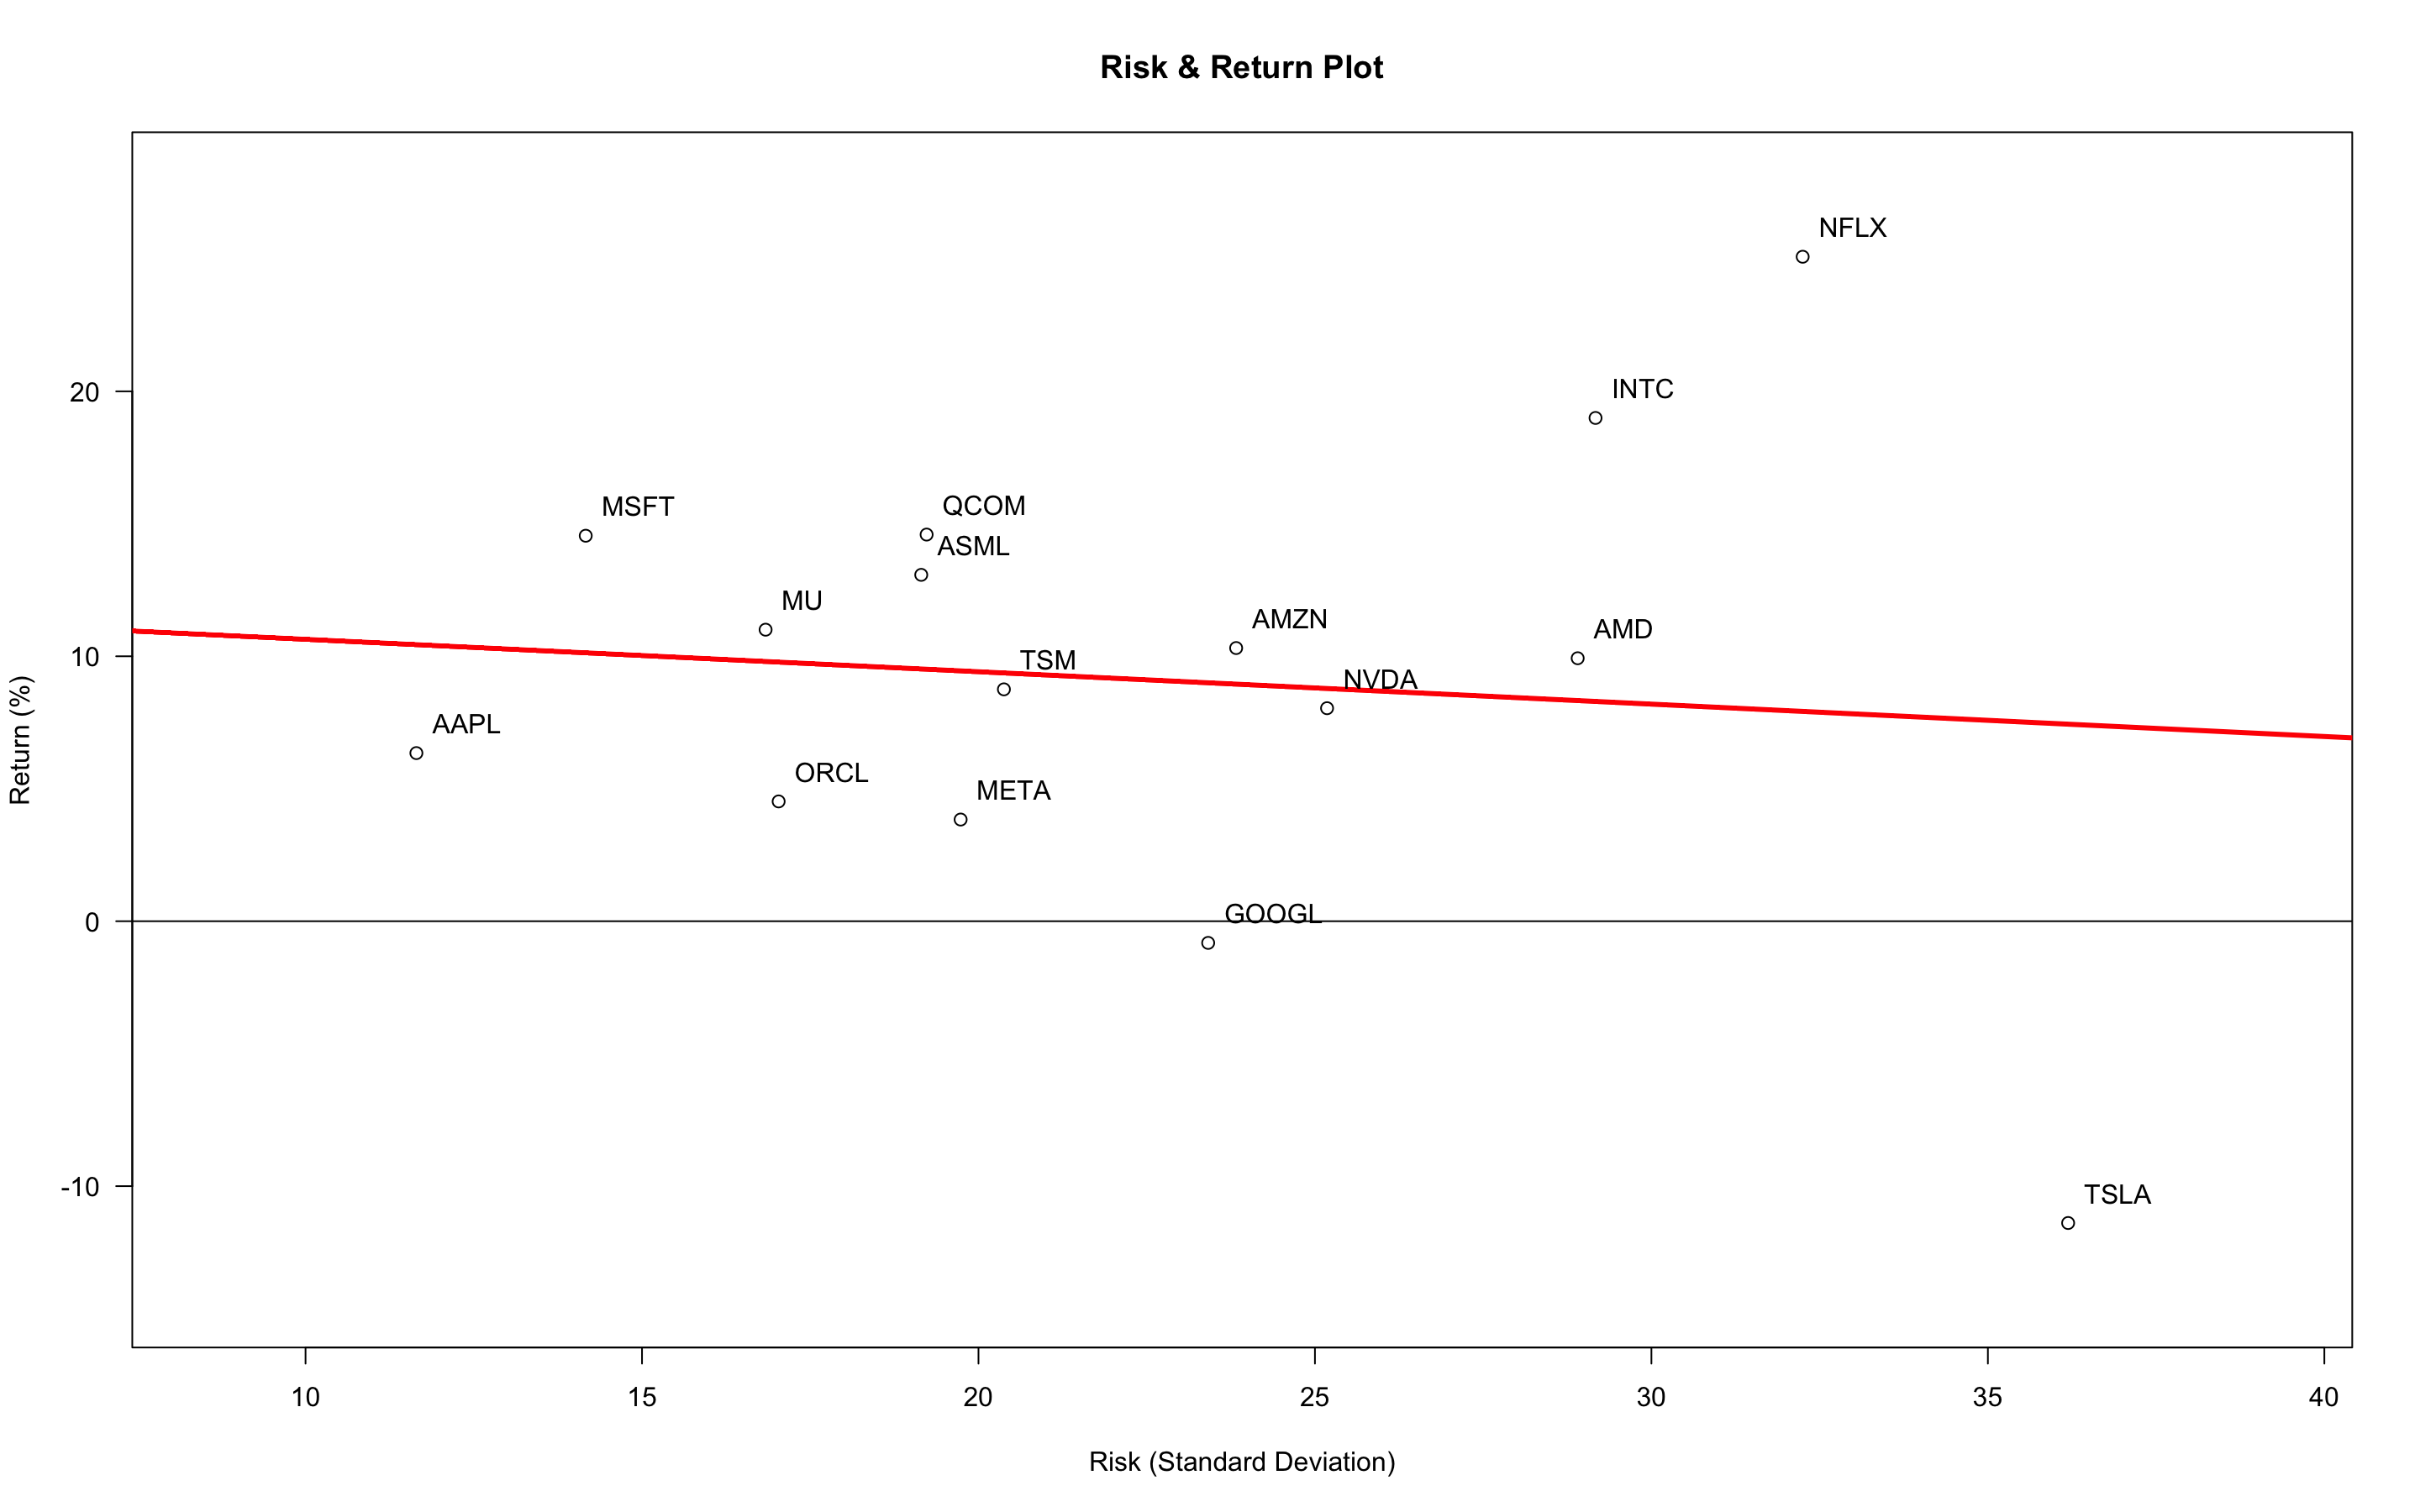 Risk & Return Plot
NFLX
20
INTC
MSFT
QCOM
ASML
MU
AMZN
AMD
10
TSM
NVDA
AAPL
ORCL
META
Return (%)
0
GOOGL
-10
TSLA
10 15 20 25 30 35 40
Risk (Standard Deviation)